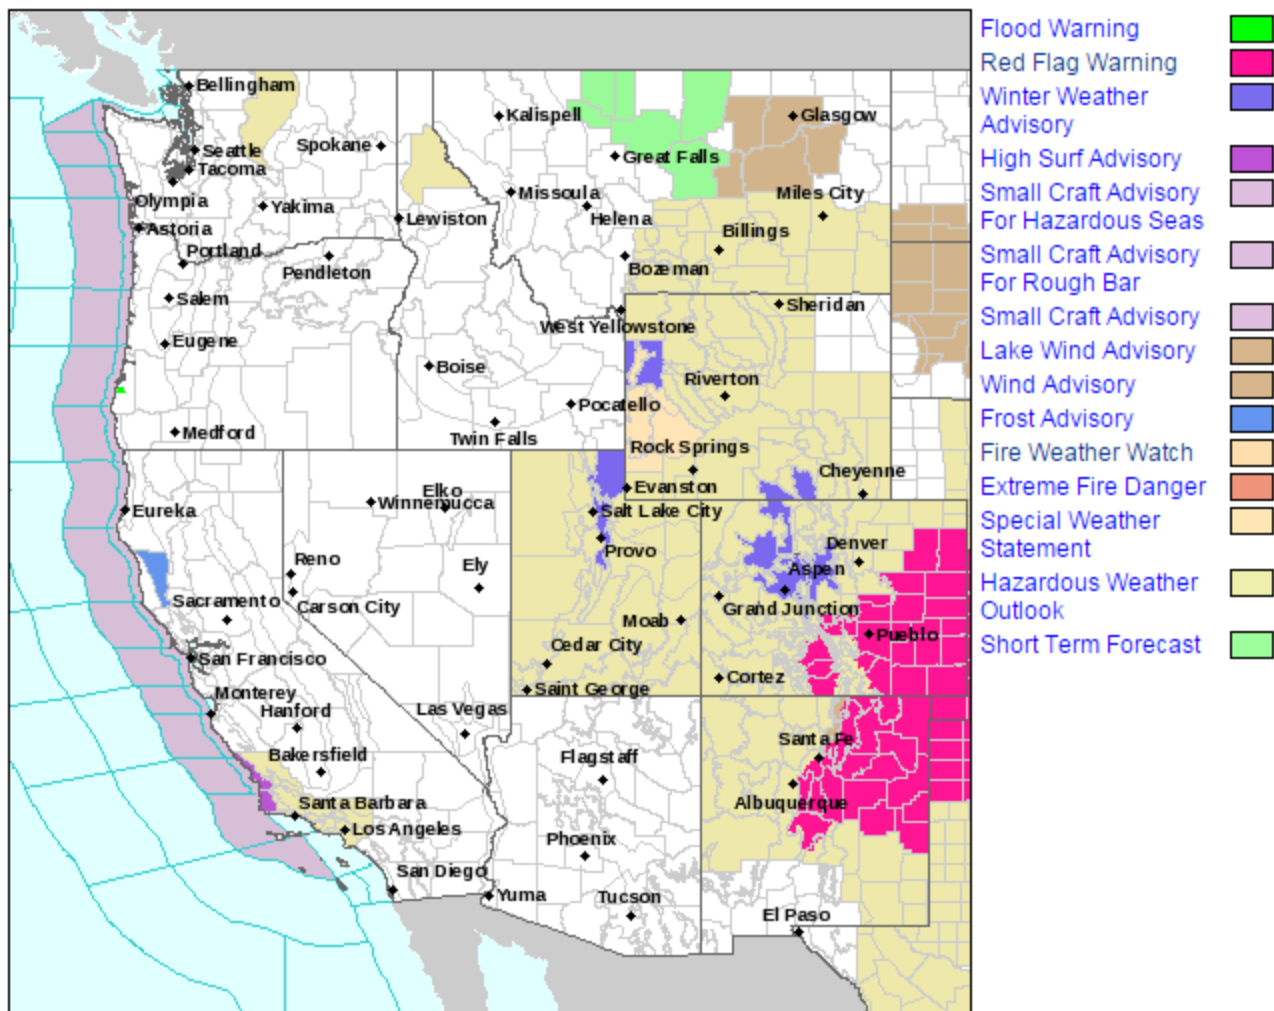 Bellingham
Seattle
Tacoma
Olympia
Astoria
Yakima
Spokane
Portland
Pendleton
Salem
Eugene
Medford
Lewiston
Kalispell
Great Falls
Glasgow
Missoula
Helena
Miles City
Billings
Bozeman
West Yellowstone
Sheridan
Boise
Pocatello
Twin Falls
Riverton
Rock Springs
Cheyenne
Evanston
Eureka
Elko
Winnemucca
Reno
Carson City
Ely
Salt Lake City
Provo
Moab
Cedar City
Saint George
Denver
Aspen
Grand Junction
Pueblo
Cortez
Sacramento
San Francisco
Monterey
Hanford
Las Vegas
Bakersfield
Santa Barbara
Los Angeles
San Diego
Flagstaff
Phoenix
Yuma
Tucson
Santa Fe
Albuquerque
El Paso
Flood Warning
Red Flag Warning
Winter Weather
Advisory
High Surf Advisory
Small Craft Advisory
For Hazardous Seas
Small Craft Advisory
For Rough Bar
Small Craft Advisory
Lake Wind Advisory
Wind Advisory
Frost Advisory
Fire Weather Watch
Extreme Fire Danger
Special Weather
Statement
Hazardous Weather
Outlook
Short Term Forecast